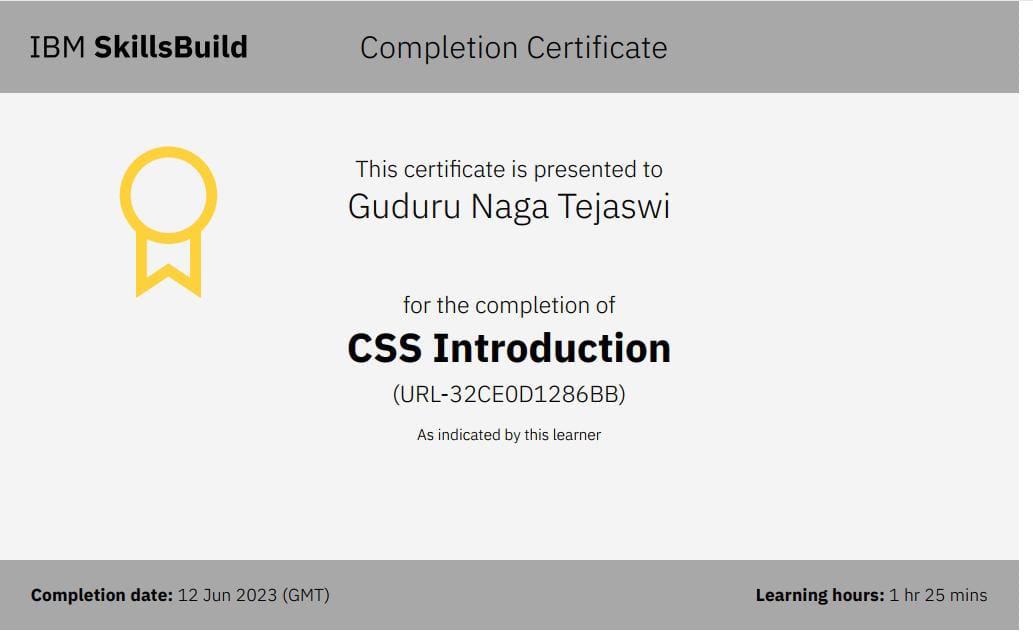 IBM SkillsBuild
Completion Certificate
This certificate is presented to
Guduru Naga Tejaswi
for the completion of
CSS Introduction
(URL-32CE0D1286BB)
As indicated by this learner
Completion date: 12 Jun 2023 (GMT)
Learning hours: 1 hr 25 mins